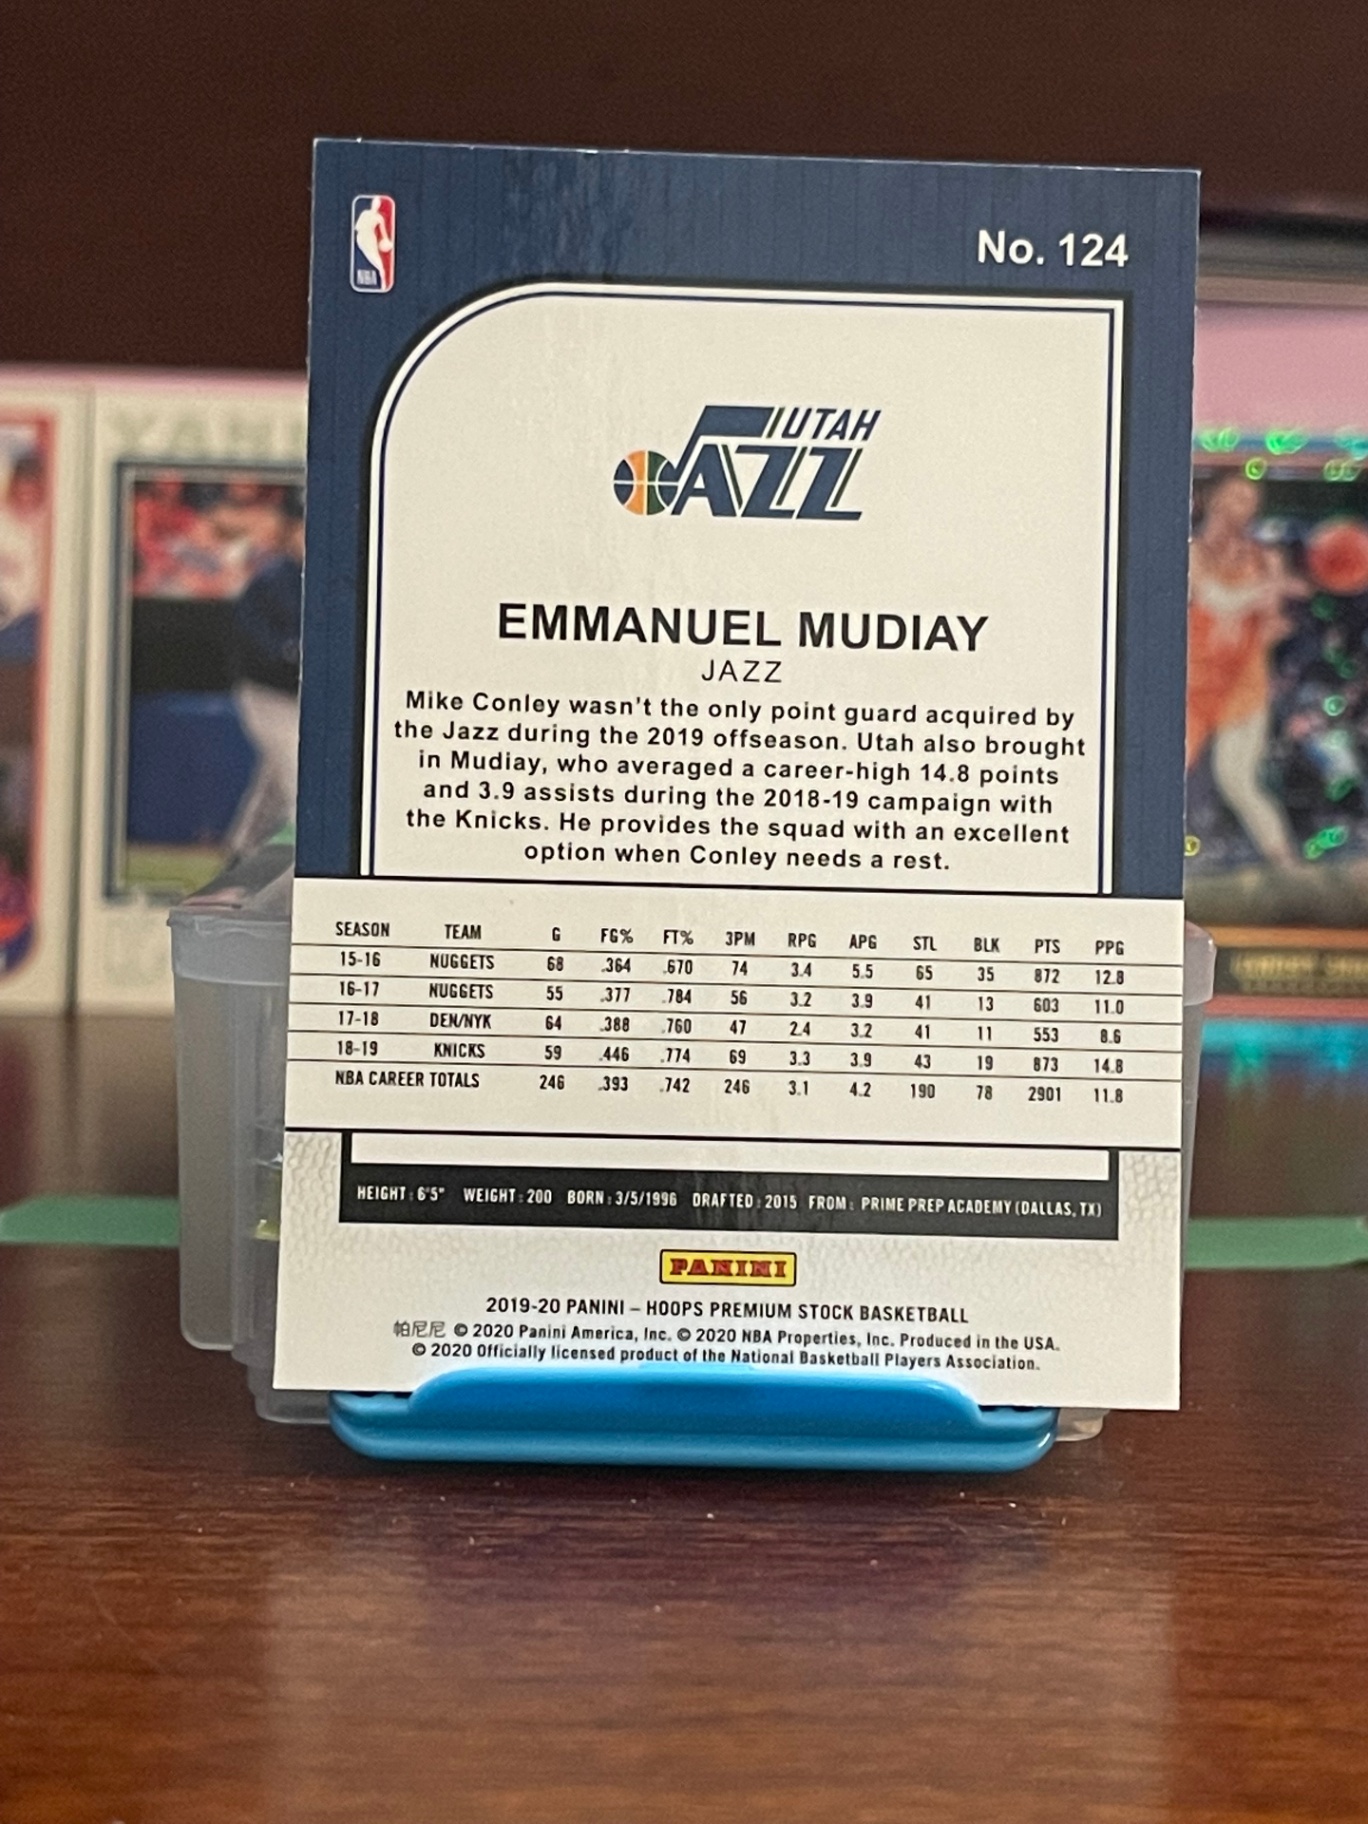 NBA
No. 124
UTAH
JAZZ
EMMANUEL MUDIAY
JAZZ
Mike Conley wasn't the only point guard acquired by
the Jazz during the 2019 offseason. Utah also brought
in Mudiay, who averaged a career-high 14.8 points
and 3.9 assists during the 2018-19 campaign with
the Knicks. He provides the squad with an excellent
option when Conley needs a rest.
SEASON TEAM G FG% FT% 3PM RPG APG STL BLK PTS PPG
15-16 NUGGETS 68 .364 .670 74 3.4 5.5 65 35 872 12.8
16-17 NUGGETS 55 .377 .784 56 3.2 3.9 41 13 603 11.0
17-18 DEN/NYK 64 .388 .760 47 2.4 3.2 41 11 553 8.6
18-19 KNICKS 59 .446 .774 69 3.3 3.9 43 19 873 14.8
NBA CAREER TOTALS 246 .393 .742 246 3.1 4.2 190 78 2901 11.8
HEIGHT: 6'5" WEIGHT: 200 BORN: 3/5/1996 DRAFTED: 2015 FROM: PRIME PREP ACADEMY (DALLAS, TX)
PANINI
2019-20 PANINI – HOOPS PREMIUM STOCK BASKETBALL
帕尼尼 © 2020 Panini America, Inc. © 2020 NBA Properties, Inc. Produced in the USA.
© 2020 Officially licensed product of the National Basketball Players Association.